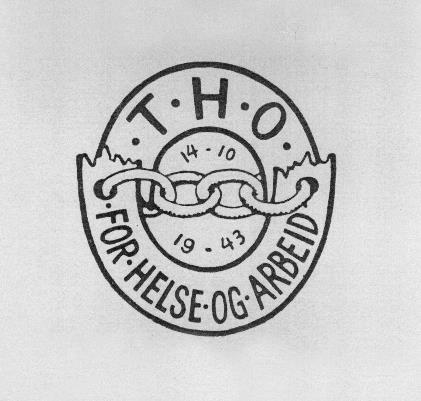 ·T·H·O·
14-10
19-43
·FOR·HELSE·OG·ARBEID